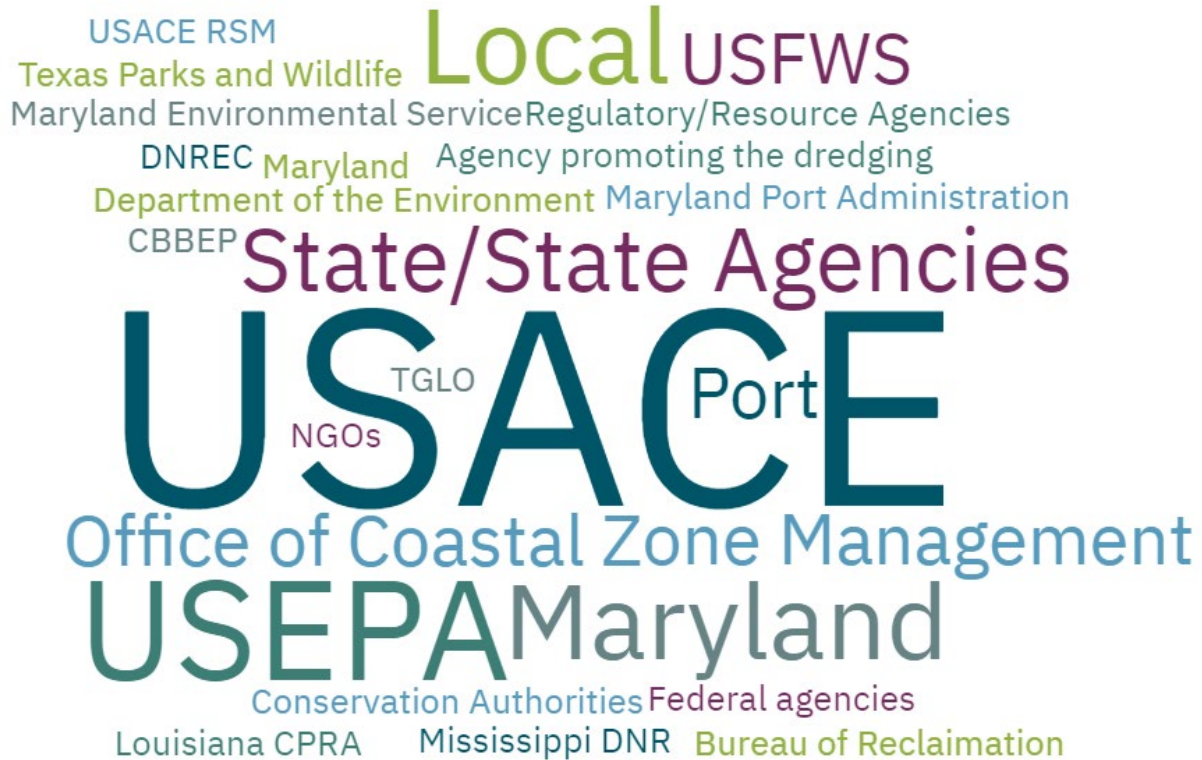 USACE RSM
Local USFWS
Texas Parks and Wildlife
Maryland Environmental Service Regulatory/Resource Agencies
DNREC Maryland Agency promoting the dredging
Department of the Environment Maryland Port Administration
CBBEP State/State Agencies
USACE
TGLO Port
NGOs
Office of Coastal Zone Management
USEPA Maryland
Conservation Authorities Federal agencies
Louisiana CPRA Mississippi DNR Bureau of Reclaimation